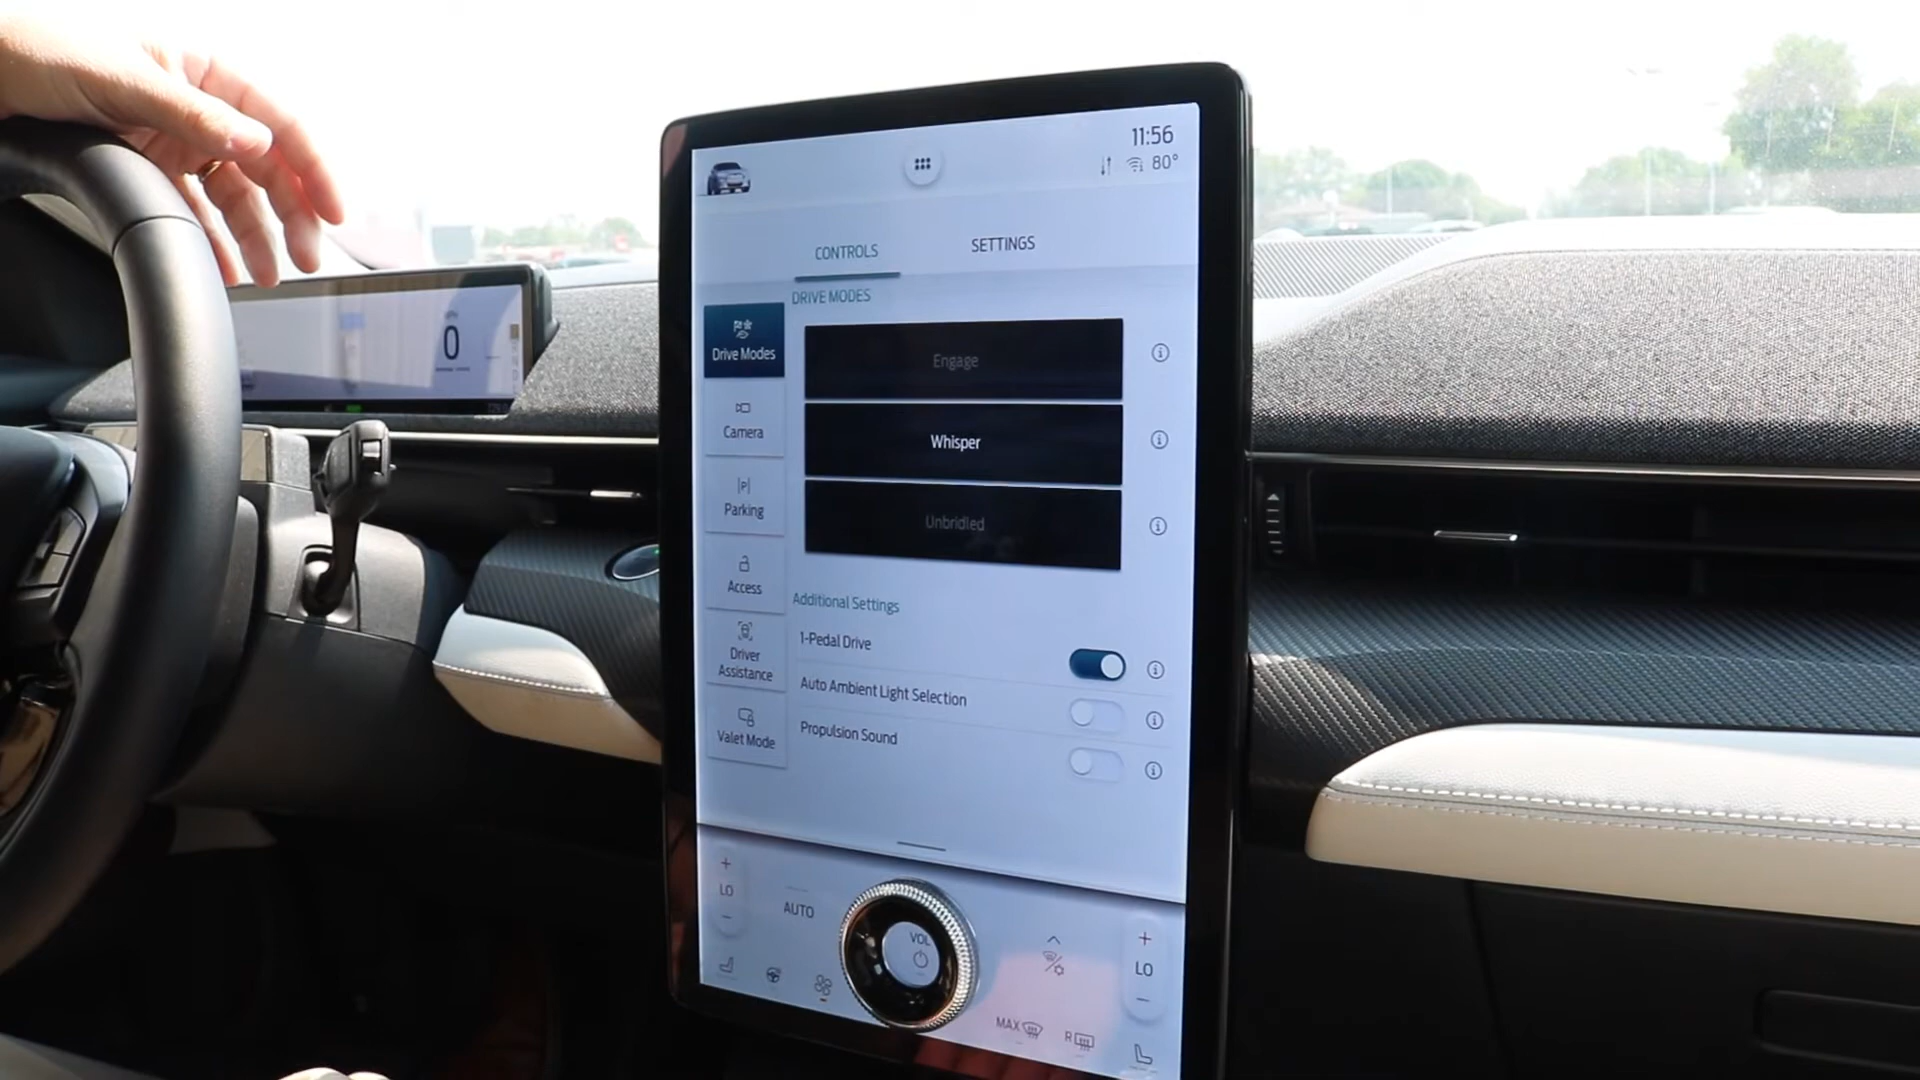 11:56
80°
CONTROLS
SETTINGS
DRIVE MODES
Drive Modes
Engage
Camera
Whisper
Parking
Unbridled
Access
Additional Settings
Driver
Assistance
1-Pedal Drive
Auto Ambient Light Selection
Valet Mode
Propulsion Sound
LO
AUTO
VOL
LO
MAX
R
0